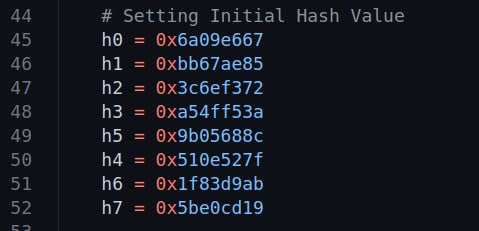 44 # Setting Initial Hash Value
45 h0 = 0x6a09e667
46 h1 = 0xbb67ae85
47 h2 = 0x3c6ef372
48 h3 = 0xa54ff53a
49 h5 = 0x9b05688c
50 h4 = 0x510e527f
51 h6 = 0x1f83d9ab
52 h7 = 0x5be0cd19
53